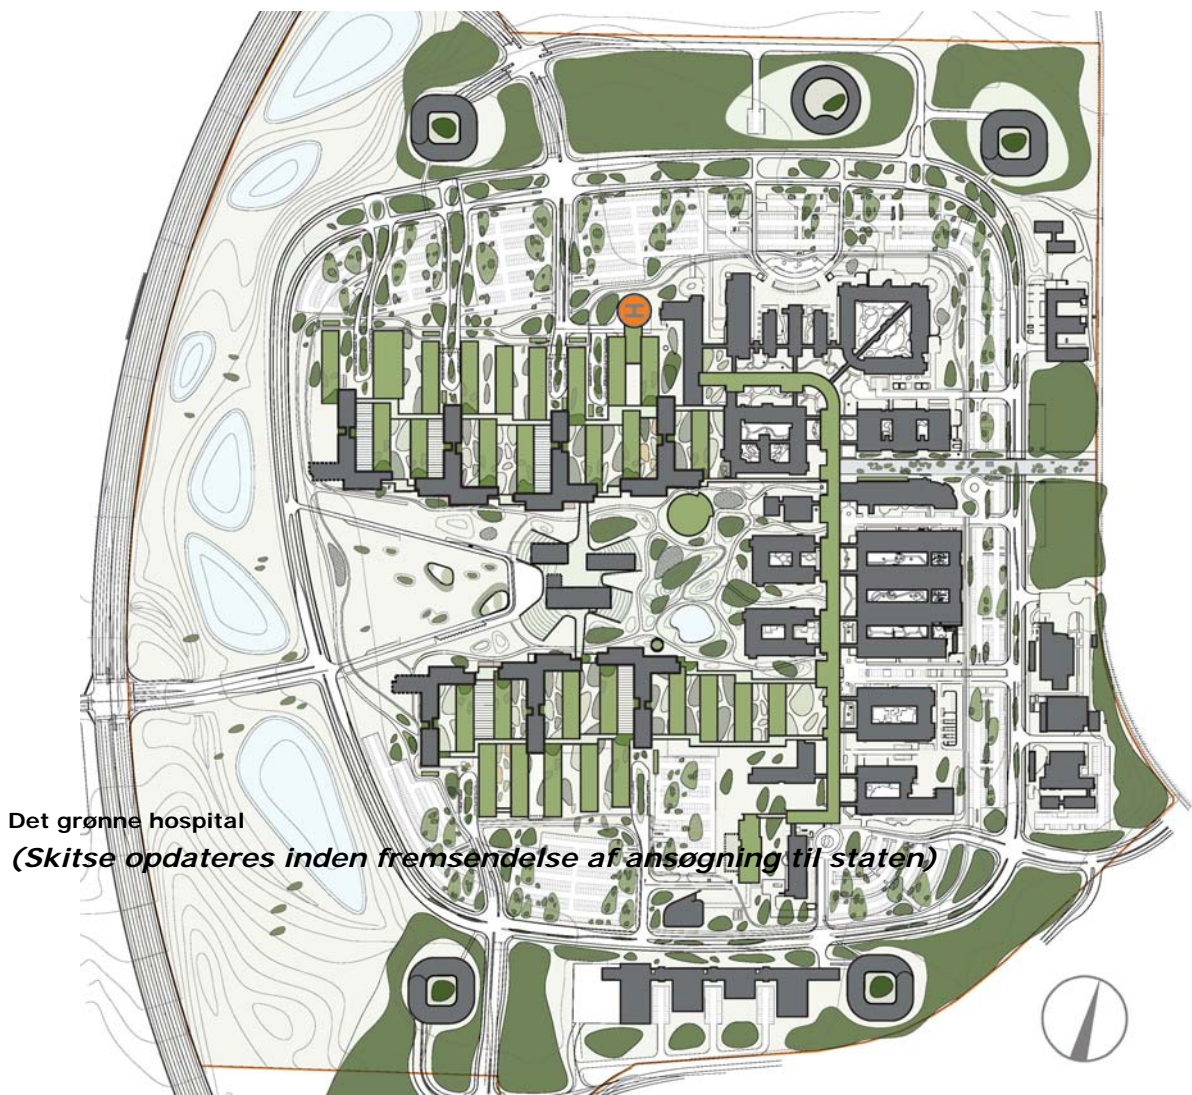 H
Det grønne hospital
(Skitse opdateres inden fremsendelse af ansøgning til staten)